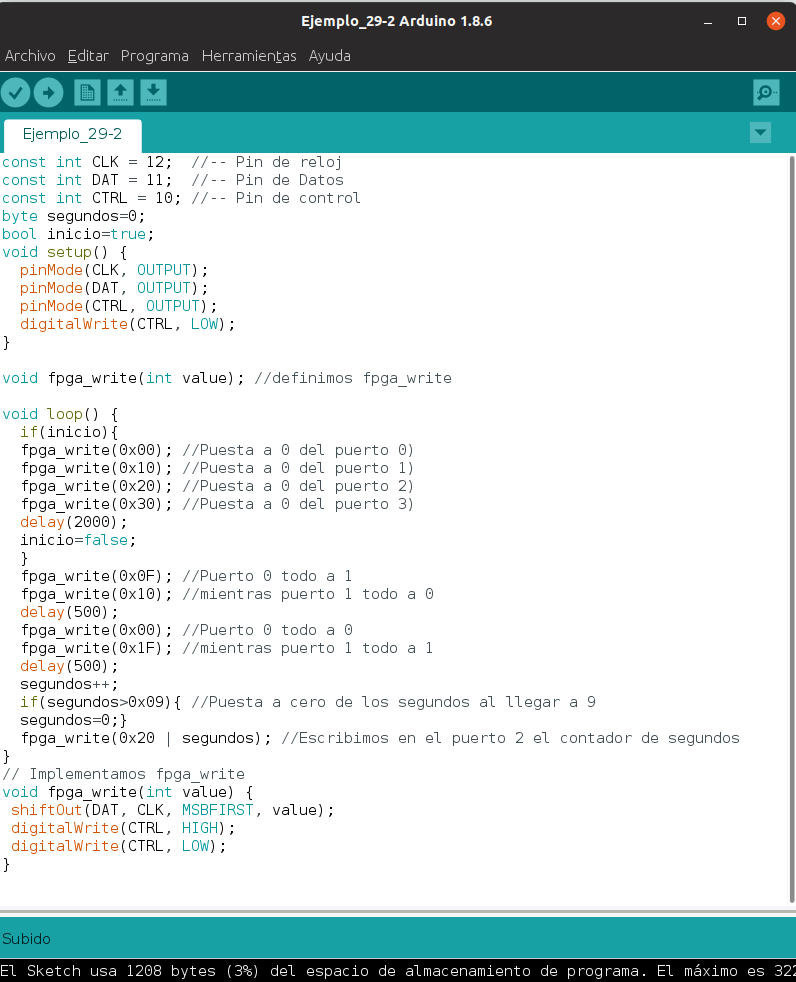 Ejemplo_29-2 Arduino 1.8.6
Archivo Editar Programa Herramientas Ayuda
Ejemplo_29-2
const int CLK = 12;  //-- Pin de reloj
const int DAT = 11;  //-- Pin de Datos
const int CTRL = 10; //-- Pin de control
byte segundos=0;
bool inicio=true;
void setup() {
  pinMode(CLK, OUTPUT);
  pinMode(DAT, OUTPUT);
  pinMode(CTRL, OUTPUT);
  digitalWrite(CTRL, LOW);
}
void fpga_write(int value); //definimos fpga_write
void loop() {
  if(inicio){
  fpga_write(0x00); //Puesta a 0 del puerto 0)
  fpga_write(0x10); //Puesta a 0 del puerto 1)
  fpga_write(0x20); //Puesta a 0 del puerto 2)
  fpga_write(0x30); //Puesta a 0 del puerto 3)
  delay(2000);
  inicio=false;
  }
  fpga_write(0x0F); //Puerto 0 todo a 1
  fpga_write(0x10); //mientras puerto 1 todo a 0
  delay(500);
  fpga_write(0x00); //Puerto 0 todo a 0
  fpga_write(0x1F); //mientras puerto 1 todo a 1
  delay(500);
  segundos++;
  if(segundos>0x09){ //Puesta a cero de los segundos al llegar a 9
  segundos=0;}
  fpga_write(0x20 | segundos); //Escribimos en el puerto 2 el contador de segundos
}
// Implementamos fpga_write
void fpga_write(int value) {
 shiftOut(DAT, CLK, MSBFIRST, value);
 digitalWrite(CTRL, HIGH);
 digitalWrite(CTRL, LOW);
}
Subido
El Sketch usa 1208 bytes (3%) del espacio de almacenamiento de programa. El máximo es 322